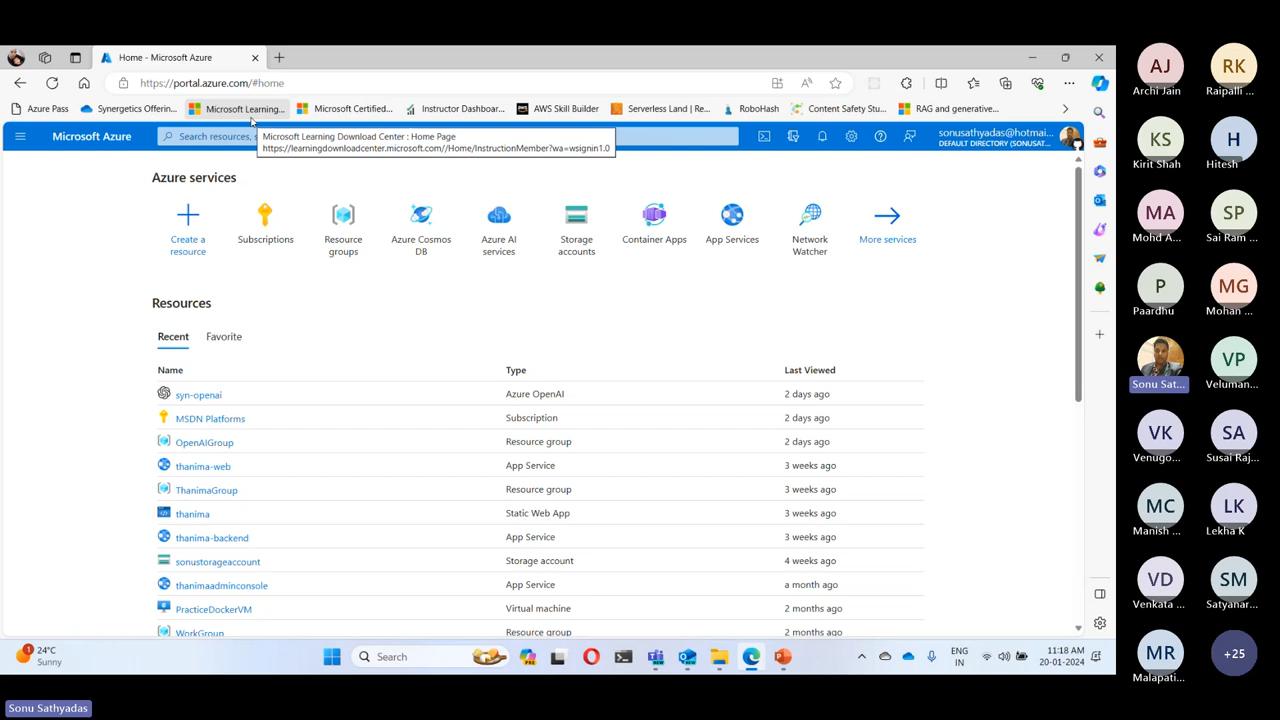 Home - Microsoft Azure
https://portal.azure.com/#home
Azure Pass
Synergetics Offerin...
Microsoft Learning...
Microsoft Certified...
Instructor Dashboar...
AWS Skill Builder
Serverless Land | Re...
RoboHash
Content Safety Stu...
RAG and generative...
Microsoft Azure
Search resources, s
Microsoft Learning Download Center : Home Page
https://learningdownloadcenter.microsoft.com//Home/InstructionMember?wa=wsignin1.0
sonusathyadas@hotmai...
DEFAULT DIRECTORY (SONUSAT...
Azure services
Create a
resource
Subscriptions
Resource
groups
Azure Cosmos
DB
Azure AI
services
Storage
accounts
Container Apps
App Services
Network
Watcher
More services
Resources
Recent
Favorite
Name Type Last Viewed
syn-openai Azure OpenAI 2 days ago
MSDN Platforms Subscription 2 days ago
OpenAIGroup Resource group 2 days ago
thanima-web App Service 3 weeks ago
ThanimaGroup Resource group 3 weeks ago
thanima Static Web App 3 weeks ago
thanima-backend App Service 3 weeks ago
sonustorageaccount Storage account 4 weeks ago
thanimaadminconsole App Service a month ago
PracticeDockerVM Virtual machine 2 months ago
WorkGroup Resource group 2 months ago
1
24°C
Sunny
Search
PRE
ENG
IN
11:18 AM
20-01-2024
AJ
Archi Jain
RK
Raipalli ...
KS
Kirit Shah
H
Hitesh
MA
Mohd A...
SP
Sai Ram ...
P
Paardhu
MG
Mohan ...
Sonu Sat...
VP
Veluman...
VK
Venugo...
SA
Susai Raj...
MC
Manish ...
LK
Lekha K
VD
Venkata ...
SM
Satyanar...
MR
Malapati...
+25
Sonu Sathyadas